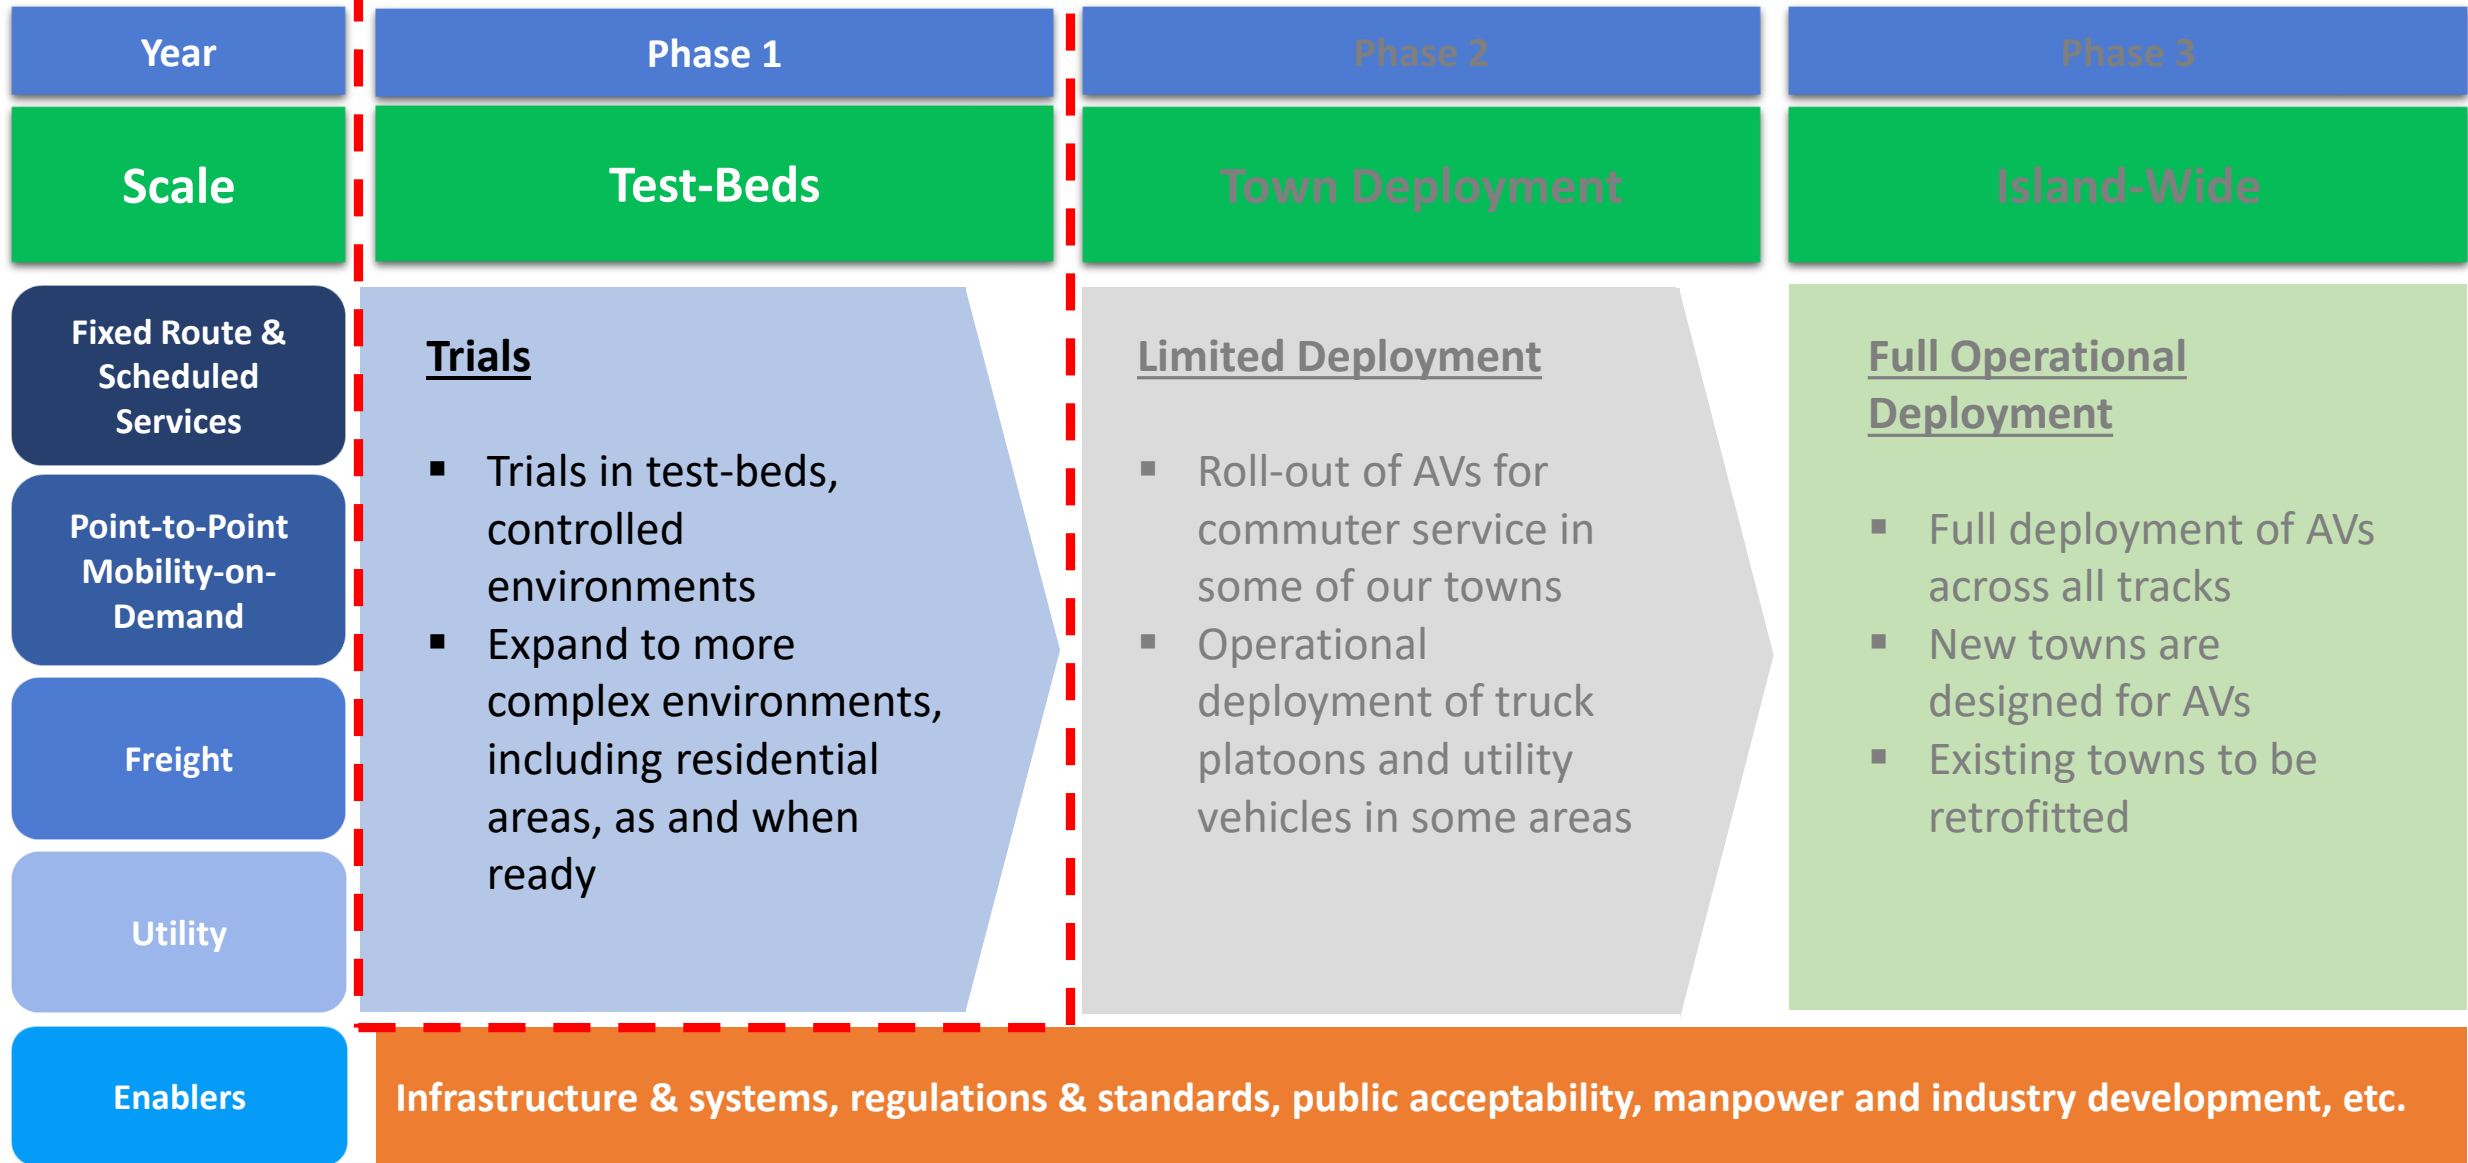 Year
Phase 1
Phase 2
Phase 3
Scale
Test-Beds
Town Deployment
Island-Wide
Fixed Route &
Scheduled
Services
Point-to-Point
Mobility-on-
Demand
Freight
Utility
Trials
▪ Trials in test-beds,
controlled
environments
▪ Expand to more
complex environments,
including residential
areas, as and when
ready
Limited Deployment
▪ Roll-out of AVs for
commuter service in
some of our towns
▪ Operational
deployment of truck
platoons and utility
vehicles in some areas
Full Operational
Deployment
▪ Full deployment of AVs
across all tracks
▪ New towns are
designed for AVs
▪ Existing towns to be
retrofitted
Enablers
Infrastructure & systems, regulations & standards, public acceptability, manpower and industry development, etc.